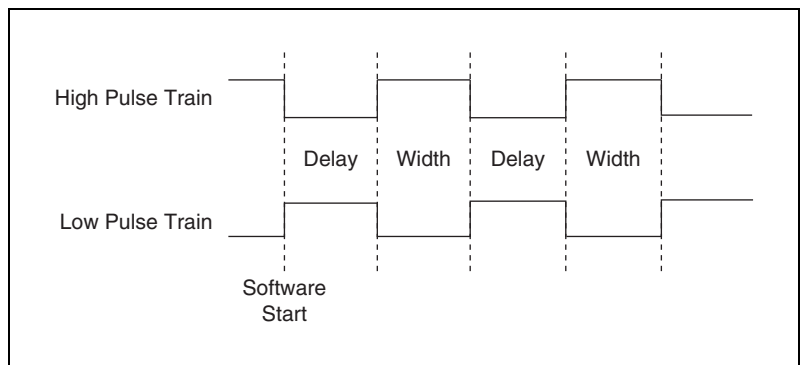 High Pulse Train
Delay Width Delay Width
Low Pulse Train
Software
Start